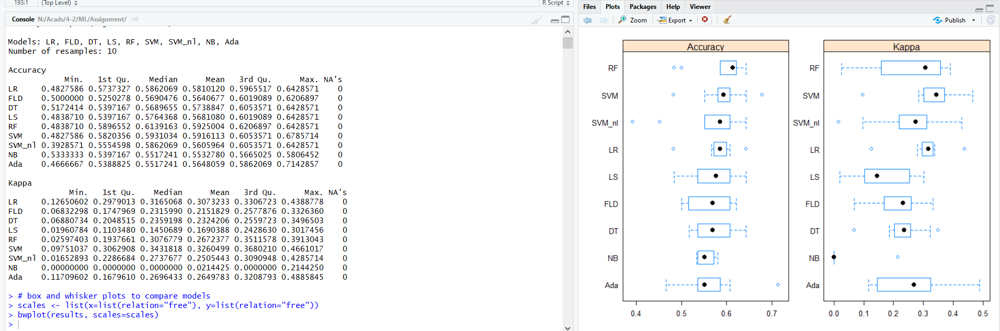 193:1 (Top Level) R Script
Console N:/Acads/4-2/ML/Assignment/
Models: LR, FLD, DT, LS, RF, SVM, SVM_nl, NB, Ada
Number of resamples: 10
Accuracy
Min. 1st Qu. Median Mean 3rd Qu. Max. NA's
LR 0.4827586 0.5737327 0.5862069 0.5810120 0.5965517 0.6428571 0
FLD 0.5000000 0.5250278 0.5690476 0.5640677 0.6019089 0.6206897 0
DT 0.5172414 0.5397167 0.5689655 0.5738847 0.6053571 0.6428571 0
LS 0.4838710 0.5397167 0.5764368 0.5681080 0.6019089 0.6428571 0
RF 0.4838710 0.5896552 0.6139163 0.5925004 0.6206897 0.6428571 0
SVM 0.4827586 0.5820356 0.5931034 0.5916113 0.6053571 0.6785714 0
SVM_nl 0.3928571 0.5554598 0.5862069 0.5605964 0.6053571 0.6428571 0
NB 0.5333333 0.5397167 0.5517241 0.5532780 0.5665025 0.5806452 0
Ada 0.4666667 0.5388825 0.5517241 0.5648059 0.5862069 0.7142857 0
Kappa
Min. 1st Qu. Median Mean 3rd Qu. Max. NA's
LR 0.12650602 0.2979013 0.3165068 0.3073233 0.3306723 0.4388778 0
FLD 0.06832298 0.1747969 0.2315990 0.2151829 0.2577876 0.3326360 0
DT 0.06880734 0.2048515 0.2359198 0.2324206 0.2559723 0.3496503 0
LS 0.01960784 0.1103480 0.1450689 0.1690388 0.2428630 0.3017456 0
RF 0.02597403 0.1937661 0.3076779 0.2672377 0.3511578 0.3913043 0
SVM 0.09751037 0.3062908 0.3431818 0.3260499 0.3680210 0.4661017 0
SVM_nl 0.01652893 0.2286684 0.2737677 0.2505443 0.3090948 0.4285714 0
NB 0.00000000 0.0000000 0.0000000 0.0214425 0.0000000 0.2144250 0
Ada 0.11709602 0.1679610 0.2696433 0.2649783 0.3208793 0.4885845 0
> # box and whisker plots to compare models
> scales <- list(x=list(relation="free"), y=list(relation="free"))
> bwplot(results, scales=scales)
>
Files Plots Packages Help Viewer
Zoom Export Publish
Accuracy Kappa
RF RF
SVM SVM
SVM_nl SVM_nl
LR LR
LS LS
FLD FLD
DT DT
NB NB
Ada Ada
0.4 0.5 0.6 0.7 0.0 0.1 0.2 0.3 0.4 0.5